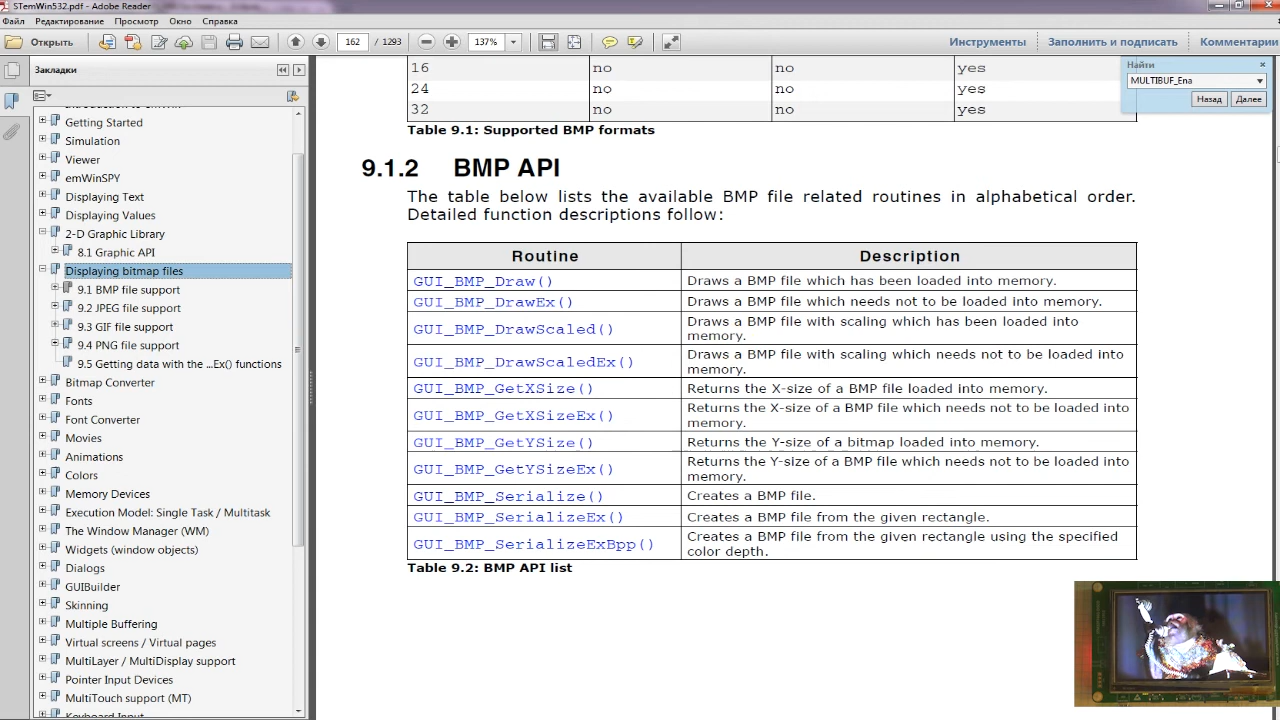 STemWin532.pdf - Adobe Reader
Файл Редактирование Просмотр Окно Справка
Открыть 162 / 1293 137% Инструменты Заполнить и подписать Комментарии
Закладки
Getting Started
Simulation
Viewer
emWinSPY
Displaying Text
Displaying Values
2-D Graphic Library
8.1 Graphic API
Displaying bitmap files
9.1 BMP file support
9.2 JPEG file support
9.3 GIF file support
9.4 PNG file support
9.5 Getting data with the ...Ex() functions
Bitmap Converter
Fonts
Font Converter
Movies
Animations
Colors
Memory Devices
Execution Model: Single Task / Multitask
The Window Manager (WM)
Widgets (window objects)
Dialogs
GUIBuilder
Skinning
Multiple Buffering
Virtual screens / Virtual pages
MultiLayer / MultiDisplay support
Pointer Input Devices
MultiTouch support (MT)
Найти
MULTIBUF_Ena
Назад Далее
16 no no yes
24 no no yes
32 no no yes
Table 9.1: Supported BMP formats
9.1.2 BMP API
The table below lists the available BMP file related routines in alphabetical order.
Detailed function descriptions follow:
Routine Description
GUI_BMP_Draw() Draws a BMP file which has been loaded into memory.
GUI_BMP_DrawEx() Draws a BMP file which needs not to be loaded into memory.
GUI_BMP_DrawScaled() Draws a BMP file with scaling which has been loaded into
memory.
GUI_BMP_DrawScaledEx() Draws a BMP file with scaling which needs not to be loaded into
memory.
GUI_BMP_GetXSize() Returns the X-size of a BMP file loaded into memory.
GUI_BMP_GetXSizeEx() Returns the X-size of a BMP file which needs not to be loaded into
memory.
GUI_BMP_GetYSize() Returns the Y-size of a bitmap loaded into memory.
GUI_BMP_GetYSizeEx() Returns the Y-size of a BMP file which needs not to be loaded into
memory.
GUI_BMP_Serialize() Creates a BMP file.
GUI_BMP_SerializeEx() Creates a BMP file from the given rectangle.
GUI_BMP_SerializeExBpp() Creates a BMP file from the given rectangle using the specified
color depth.
Table 9.2: BMP API list